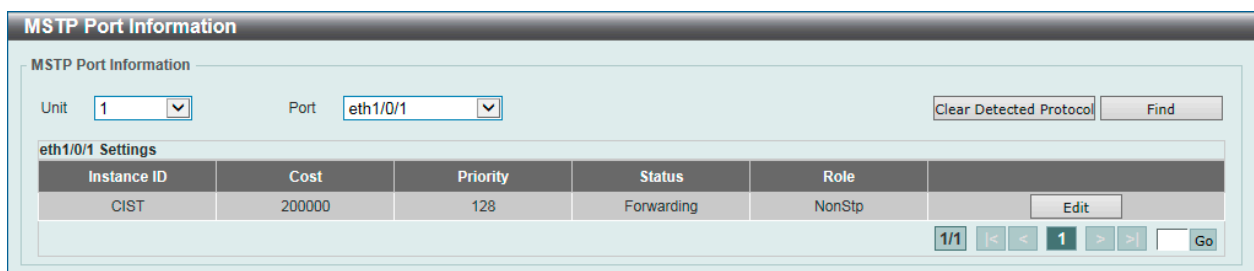 MSTP Port Information
MSTP Port Information
Unit 1 Port eth1/0/1 Clear Detected Protocol Find
eth1/0/1 Settings
Instance ID Cost Priority Status Role
CIST 200000 128 Forwarding NonStp Edit
1/1 |< < 1 > >| Go